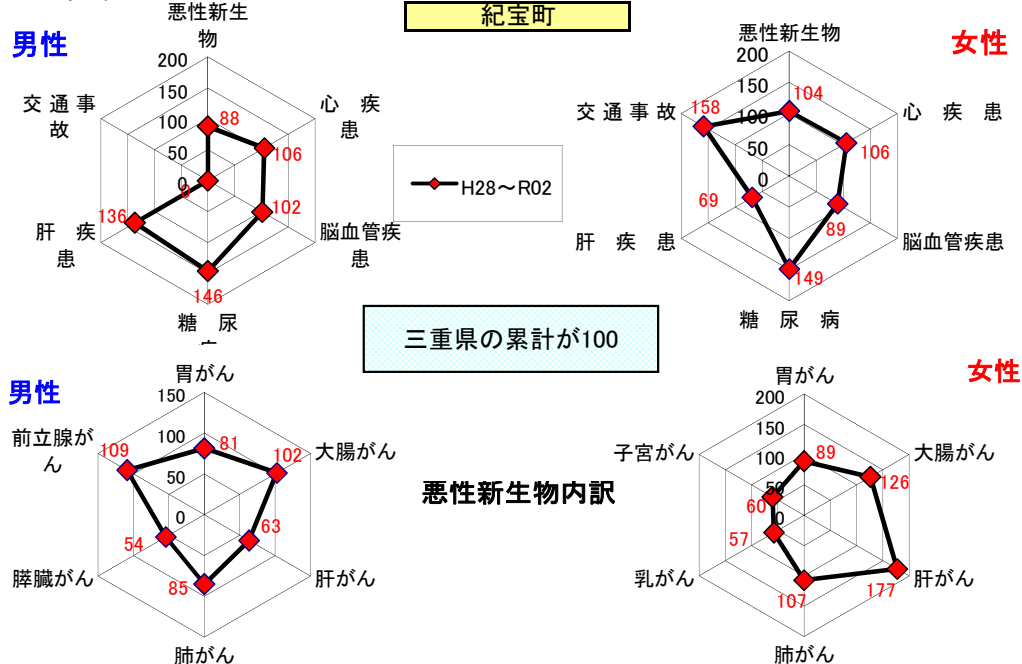 紀宝町
男性
悪性新生
物
200
150
100
50
0
88
心 疾
患
106
102
脳血管疾
患
146
糖 尿
136
肝 疾
患
0
交 通 事
故
H28～R02
女性
悪性新生物
200
150
100
50
0
104
心 疾 患
106
89
脳血管疾患
149
糖 尿 病
69
肝 疾 患
158
交 通 事 故
三重県の累計が100
男性
胃がん
150
100
50
0
81
大腸がん
102
63
肝がん
85
肺がん
54
膵臓がん
109
前立腺が
ん
悪性新生物内訳
女性
胃がん
200
150
100
50
0
89
大腸がん
126
177
肝がん
107
肺がん
57
乳がん
60
子宮がん